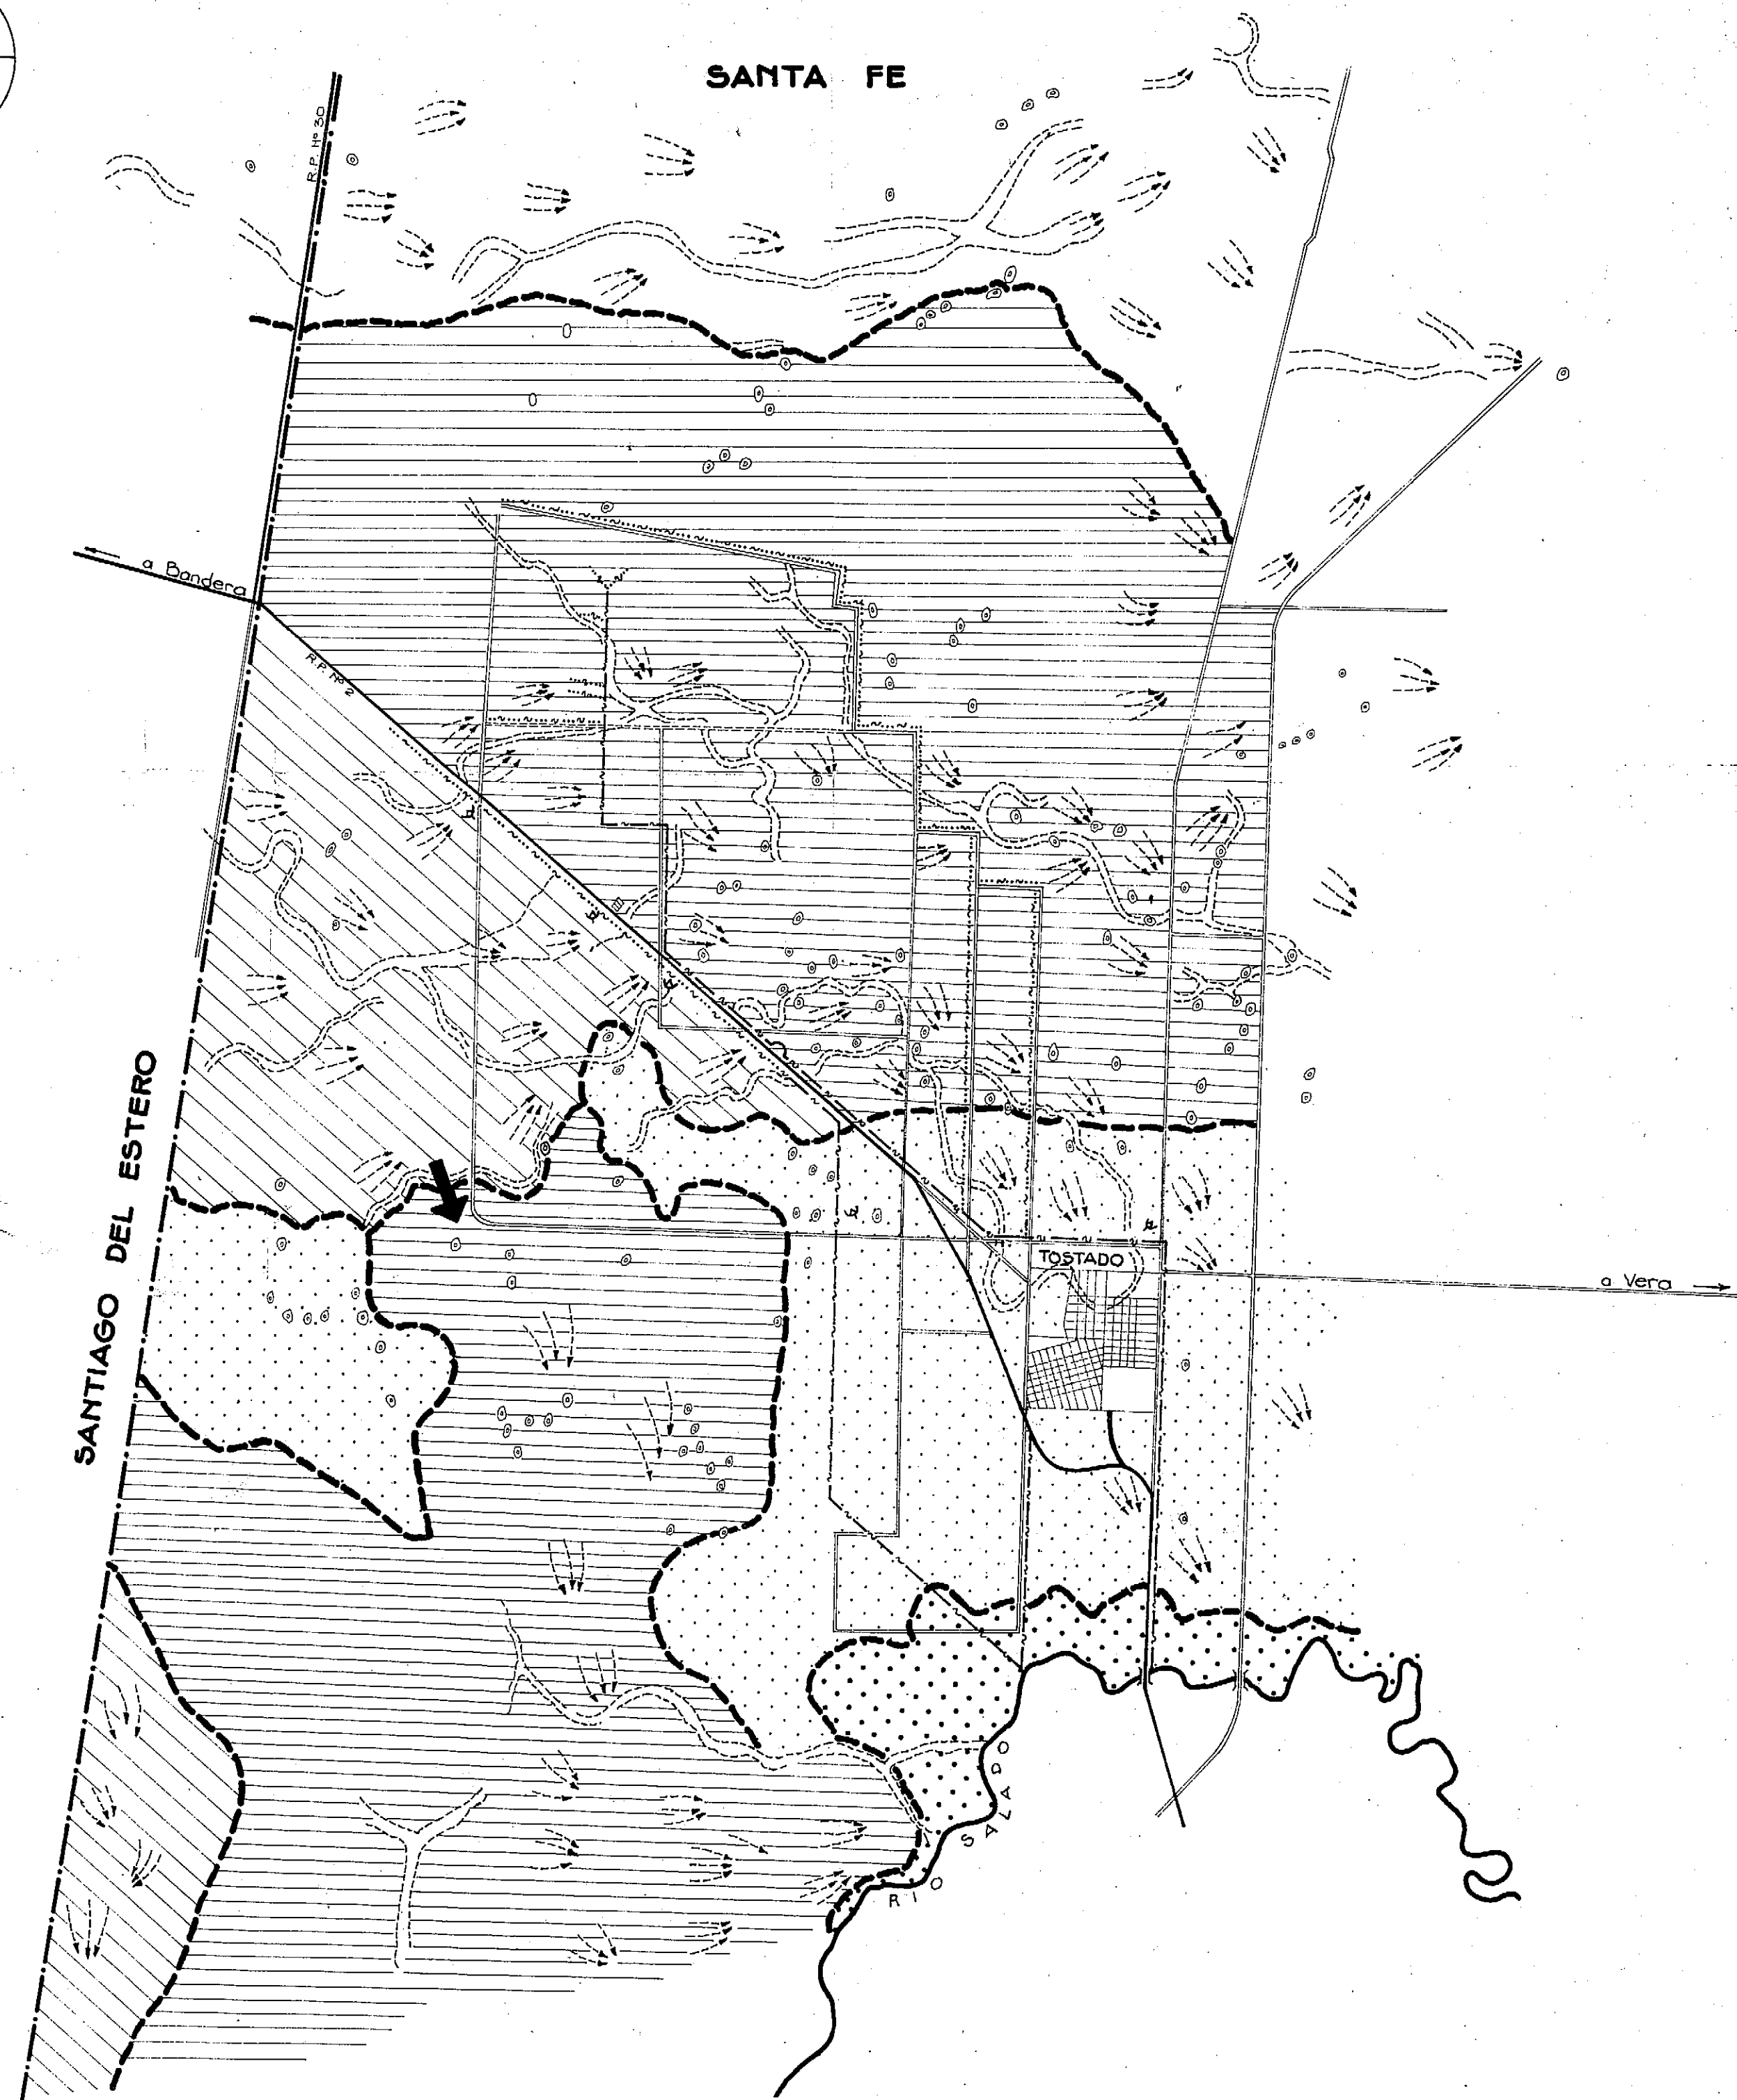 SANTA FE
R.P. Nº 30
a Bandera
R.P. Nº 2
SANTIAGO DEL ESTERO
TOSTADO
a Vera
RIO SALADO